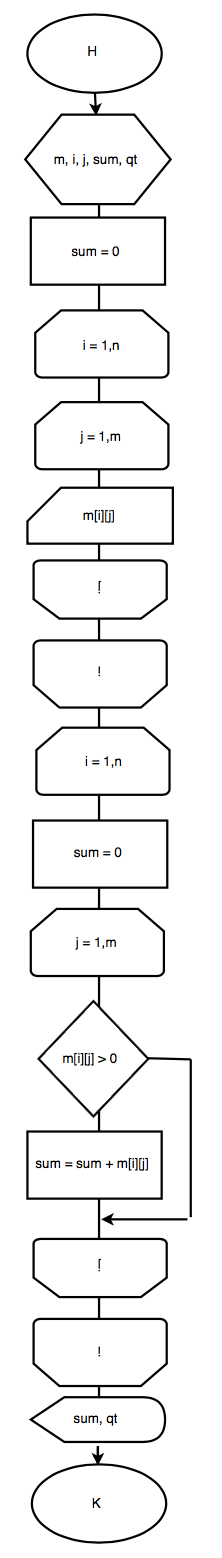 H
m, i, j, sum, qt
sum = 0
i = 1,n
j = 1,m
m[i][j]
j
i
i = 1,n
sum = 0
j = 1,m
m[i][j] > 0
sum = sum + m[i][j]
j
i
sum, qt
K